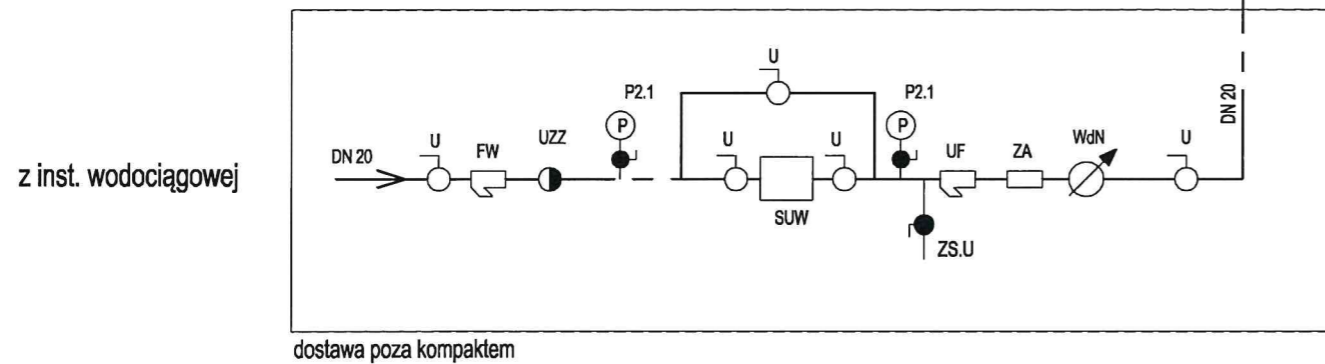 U
P2.1
P2.1
DN 20
P
P
DN 20
U
FW
UZZ
U
U
UF
ZA
WdN
U
z inst. wodociągowej
SUW
ZS.U
dostawa poza kompaktem